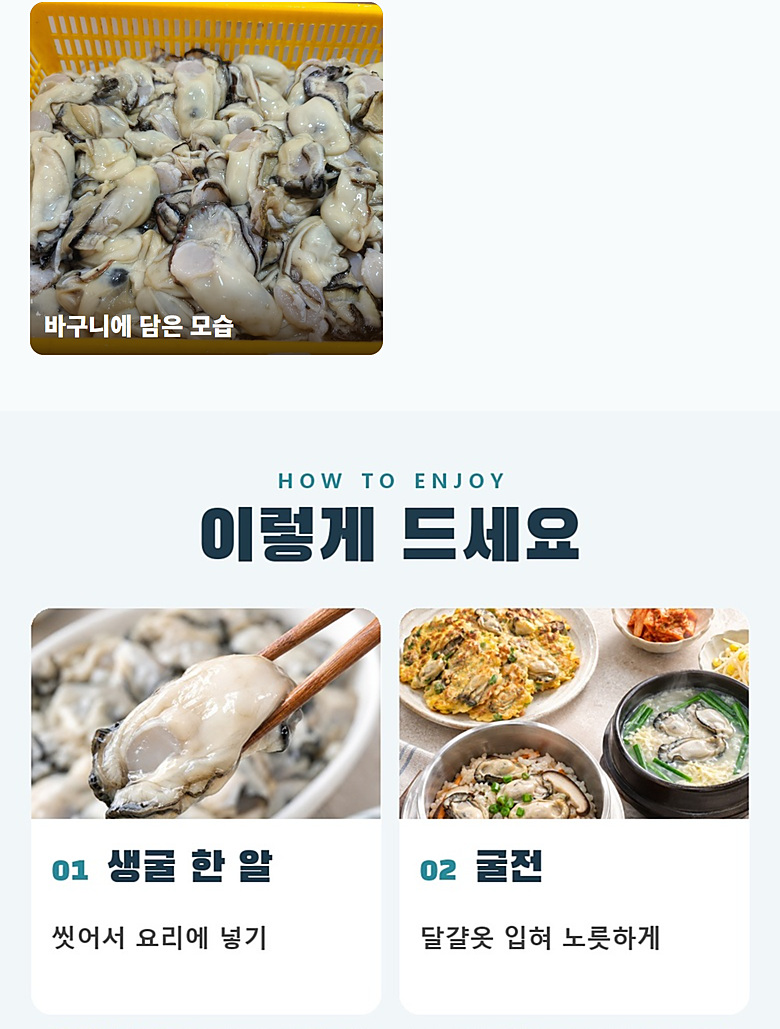 바구니에 담은 모습
HOW TO ENJOY
이렇게 드세요
01 생굴 한 알
씻어서 요리에 넣기
02 굴전
달걀옷 입혀 노릇하게